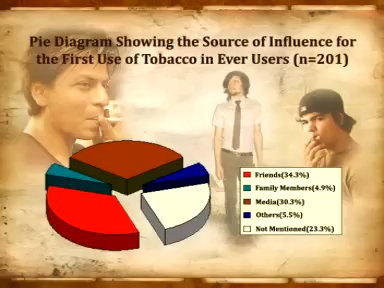 Pie Diagram Showing the Source of Influence for
the First Use of Tobacco in Ever Users (n=201)
Friends(34.3%)
Family Members(4.9%)
Media(30.3%)
Others(5.5%)
Not Mentioned(23.3%)